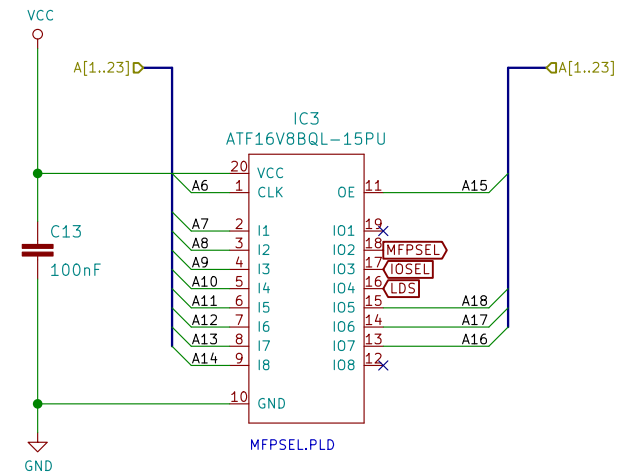 VCC
A[1..23]
A[1..23]
IC3
ATF16V8BQL-15PU
20 VCC
A6 1 CLK OE 11 A15
C13
100nF
A7 2 I1 IO1 19
A8 3 I2 IO2 18 MFPSEL
A9 4 I3 IO3 17 IOSEL
A10 5 I4 IO4 16 LDS
A11 6 I5 IO5 15 A18
A12 7 I6 IO6 14 A17
A13 8 I7 IO7 13 A16
A14 9 I8 IO8 12
10 GND
MFPSEL.PLD
GND